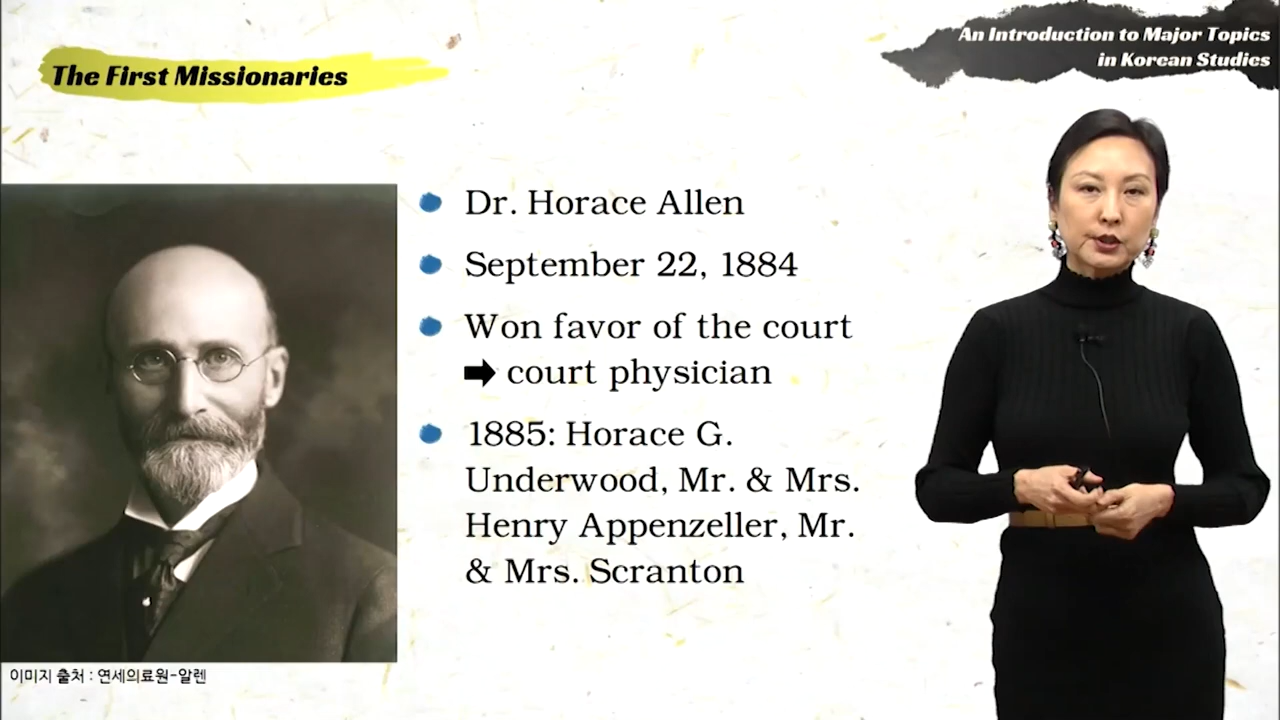 The First Missionaries
An Introduction to Major Topics
in Korean Studies
Dr. Horace Allen
September 22, 1884
Won favor of the court
➡ court physician
1885: Horace G.
Underwood, Mr. & Mrs.
Henry Appenzeller, Mr.
& Mrs. Scranton
이미지 출처 : 연세의료원-알렌